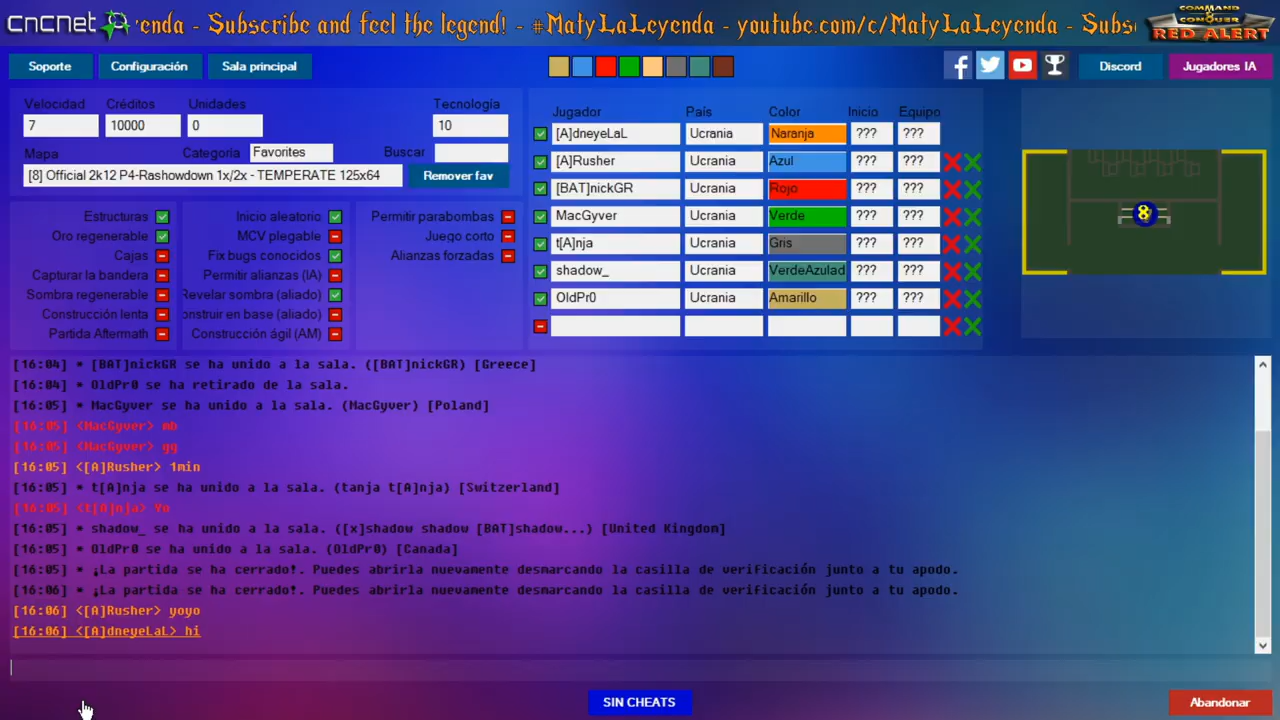 CnCNet
enda - Subscribe and feel the legend! - #MatyLaLeyenda - youtube.com/c/MatyLaLeyenda - Subs
COMMAND & CONQUER
RED ALERT
Soporte Configuración Sala principal Discord Jugadores IA
Velocidad Créditos Unidades Tecnología
7 10000 0 10
Mapa Categoría Favorites Buscar
[8] Official 2k12 P4-Rashowdown 1x/2x - TEMPERATE 125x64 Remover fav
Estructuras Inicio aleatorio Permitir parabombas
Oro regenerable MCV plegable Juego corto
Cajas Fix bugs conocidos Alianzas forzadas
Capturar la bandera Permitir alianzas (IA)
Sombra regenerable Revelar sombra (aliado)
Construcción lenta onstruir en base (aliado)
Partida Aftermath Construcción ágil (AM)
Jugador País Color Inicio Equipo
[A]dneyeLaL Ucrania Naranja ??? ???
[A]Rusher Ucrania Azul ??? ???
[BAT]nickGR Ucrania Rojo ??? ???
MacGyver Ucrania Verde ??? ???
t[A]nja Ucrania Gris ??? ???
shadow_ Ucrania VerdeAzulad ??? ???
OldPr0 Ucrania Amarillo ??? ???
8
[16:04] * [BAT]nickGR se ha unido a la sala. ([BAT]nickGR) [Greece]
[16:04] * OldPr0 se ha retirado de la sala.
[16:05] * MacGyver se ha unido a la sala. (MacGyver) [Poland]
[16:05] <MacGyver> mb
[16:05] <MacGyver> gg
[16:05] <[A]Rusher> 1min
[16:05] * t[A]nja se ha unido a la sala. (tanja t[A]nja) [Switzerland]
[16:05] <t[A]nja> Yo
[16:05] * shadow_ se ha unido a la sala. ([x]shadow shadow [BAT]shadow...) [United Kingdom]
[16:05] * OldPr0 se ha unido a la sala. (OldPr0) [Canada]
[16:05] * ¡La partida se ha cerrado!. Puedes abrirla nuevamente desmarcando la casilla de verificación junto a tu apodo.
[16:06] * ¡La partida se ha cerrado!. Puedes abrirla nuevamente desmarcando la casilla de verificación junto a tu apodo.
[16:06] <[A]Rusher> yoyo
[16:06] <[A]dneyeLaL> hi
SIN CHEATS Abandonar